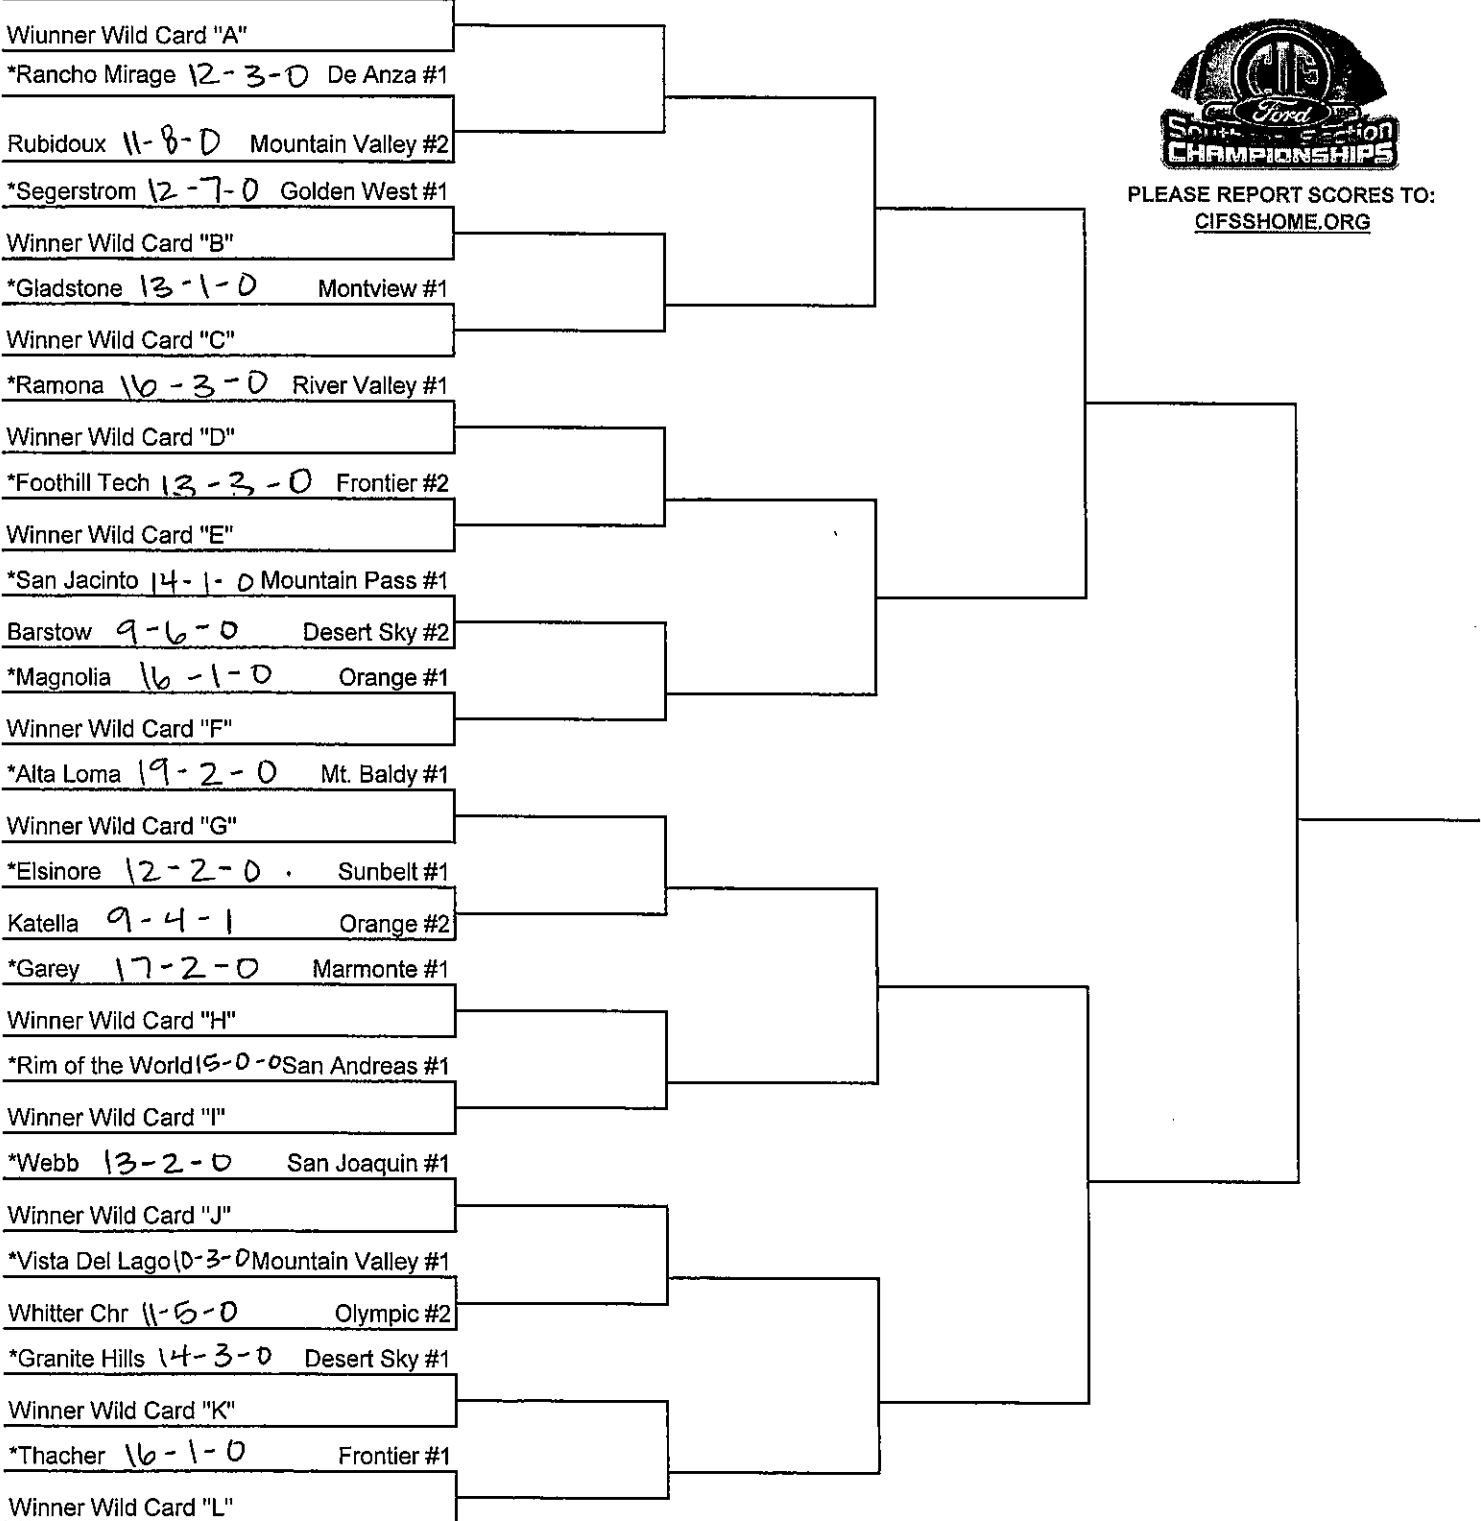 Wiunner Wild Card "A"
*Rancho Mirage 12-3-0 De Anza #1
Rubidoux 11-8-0 Mountain Valley #2
*Segerstrom 12-7-0 Golden West #1
Winner Wild Card "B"
*Gladstone 13-1-0 Montview #1
Winner Wild Card "C"
*Ramona 16-3-0 River Valley #1
Winner Wild Card "D"
*Foothill Tech 13-3-0 Frontier #2
Winner Wild Card "E"
*San Jacinto 14-1-0 Mountain Pass #1
Barstow 9-6-0 Desert Sky #2
*Magnolia 16-1-0 Orange #1
Winner Wild Card "F"
*Alta Loma 19-2-0 Mt. Baldy #1
Winner Wild Card "G"
*Elsinore 12-2-0 Sunbelt #1
Katella 9-4-1 Orange #2
*Garey 17-2-0 Marmonte #1
Winner Wild Card "H"
*Rim of the World 15-0-0 San Andreas #1
Winner Wild Card "I"
*Webb 13-2-0 San Joaquin #1
Winner Wild Card "J"
*Vista Del Lago 10-3-0 Mountain Valley #1
Whitter Chr 11-5-0 Olympic #2
*Granite Hills 14-3-0 Desert Sky #1
Winner Wild Card "K"
*Thacher 16-1-0 Frontier #1
Winner Wild Card "L"
CIF
Ford
CHAMPIONSHIPS
PLEASE REPORT SCORES TO:
CIFSSHOME.ORG